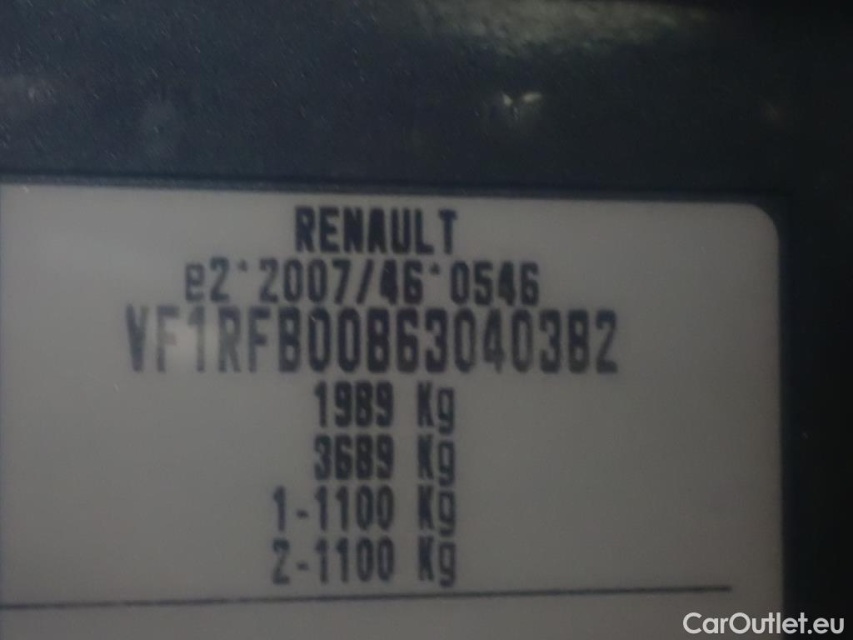 RENAULT
e2*2007/46*0546
VF1RFB00863040382
1989 Kg
3689 Kg
1-1100 Kg
2-1100 Kg
CarOutlet.eu